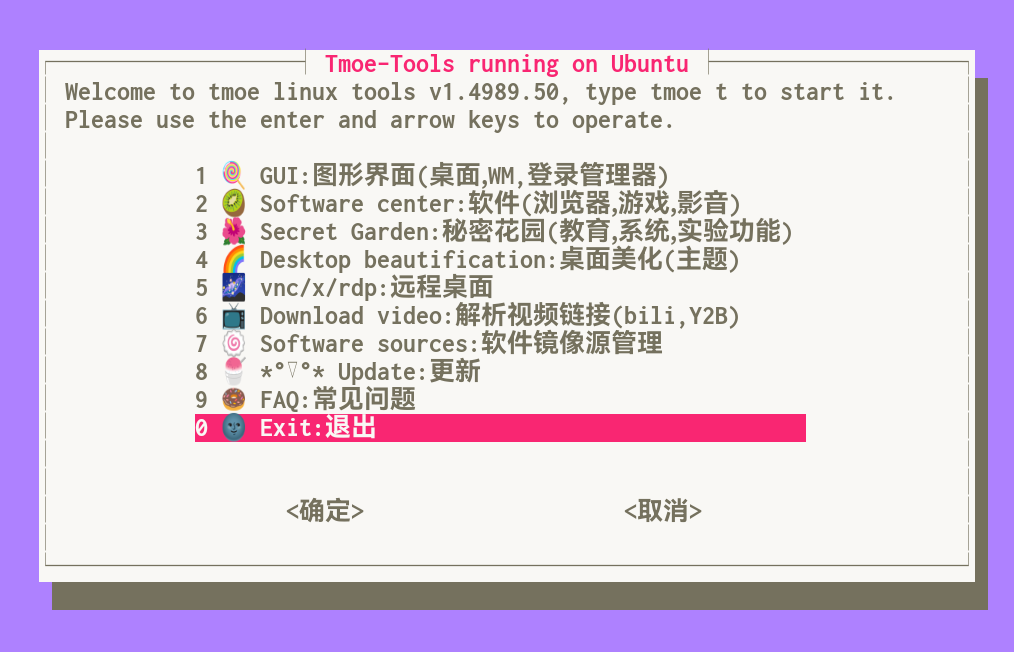 Tmoe-Tools running on Ubuntu
Welcome to tmoe linux tools v1.4989.50, type tmoe t to start it.
Please use the enter and arrow keys to operate.
1 🍭 GUI:图形界面(桌面,WM,登录管理器)
2 🥝 Software center:软件(浏览器,游戏,影音)
3 🌺 Secret Garden:秘密花园(教育,系统,实验功能)
4 🌈 Desktop beautification:桌面美化(主题)
5 🌌 vnc/x/rdp:远程桌面
6 📺 Download video:解析视频链接(bili,Y2B)
7 🍥 Software sources:软件镜像源管理
8 🍧 *°▽°* Update:更新
9 🍩 FAQ:常见问题
0 🌚 Exit:退出
<确定> <取消>